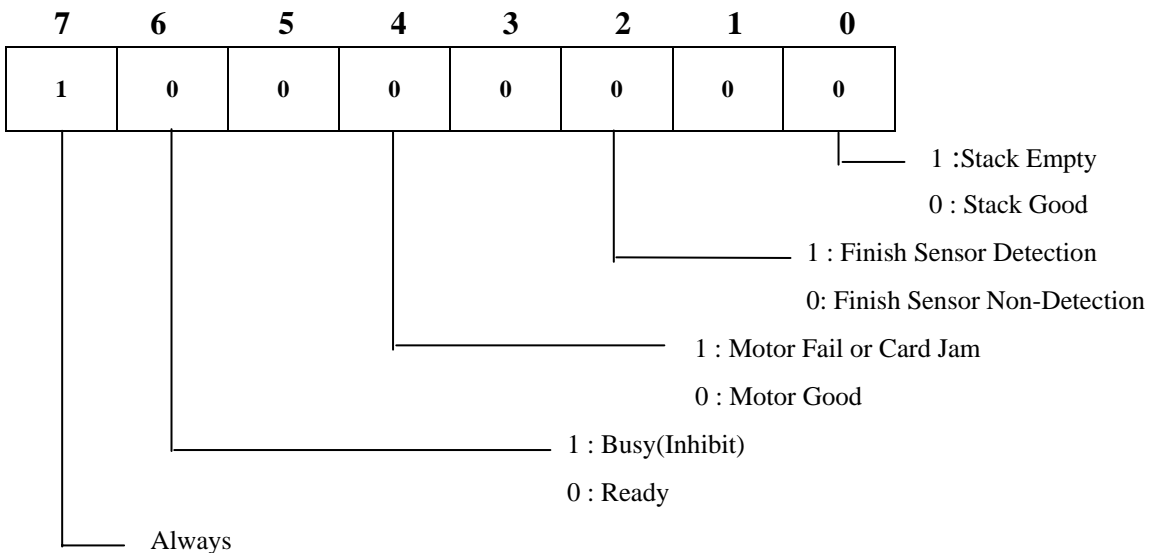 7 6 5 4 3 2 1 0
1 0 0 0 0 0 0 0
1 :Stack Empty
0 : Stack Good
1 : Finish Sensor Detection
0: Finish Sensor Non-Detection
1 : Motor Fail or Card Jam
0 : Motor Good
1 : Busy(Inhibit)
0 : Ready
Always